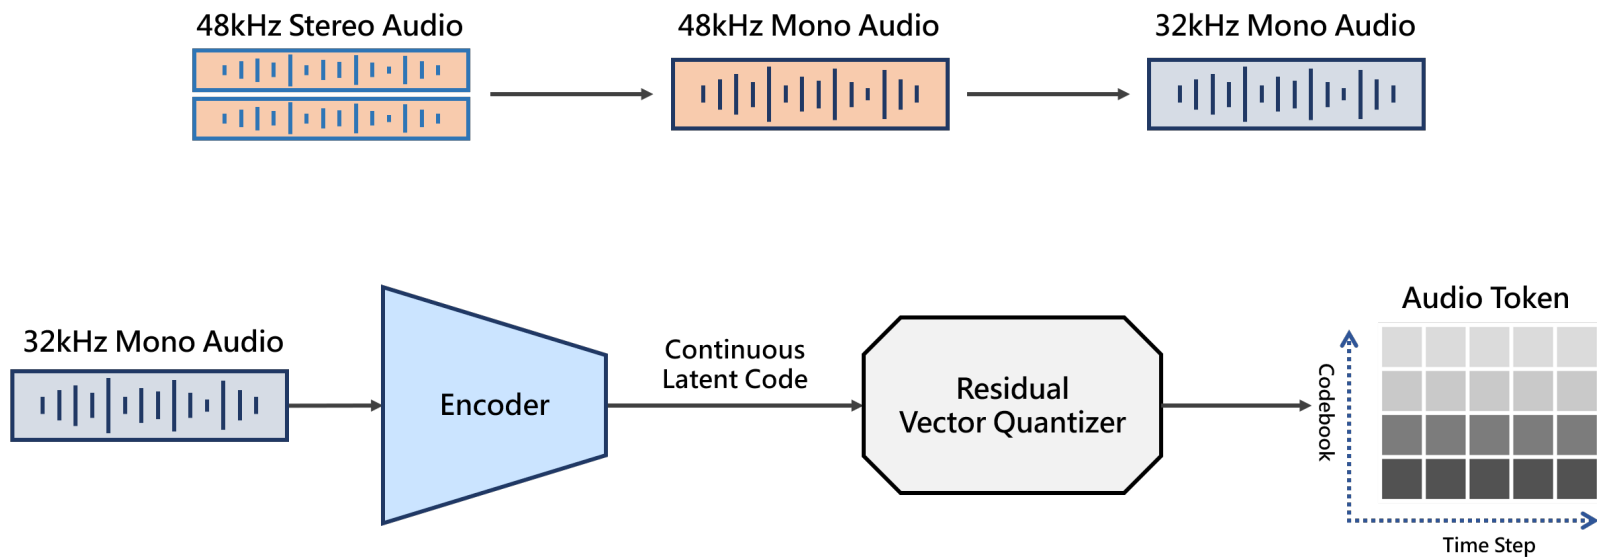 48kHz Stereo Audio
48kHz Mono Audio
32kHz Mono Audio
32kHz Mono Audio
Encoder
Continuous
Latent Code
Residual
Vector Quantizer
Audio Token
Codebook
Time Step